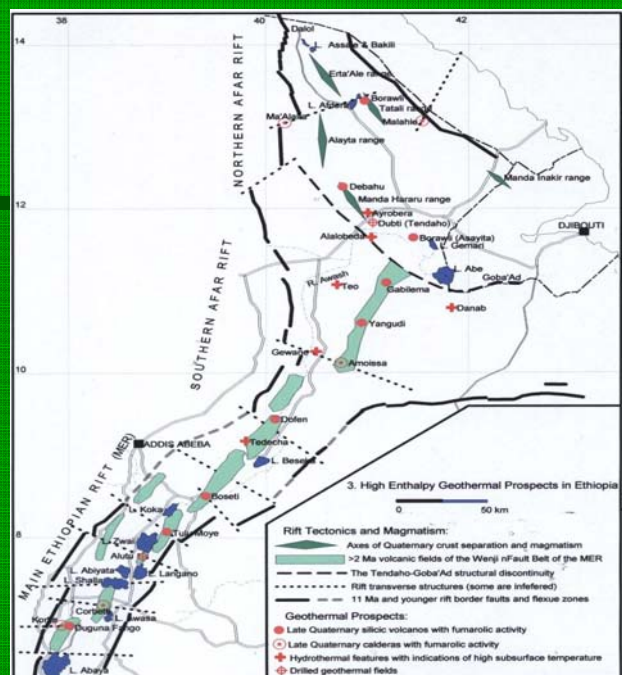 38
40
42
14
12
10
8
Dalol
L. Assale & Bakili
Erta'Ale range
Borawli
Tatali range
Malahle
L. Afdera
Ma'Alalta
Alayta range
Manda Inakir range
Debahu
Manda Hararu range
Ayrobera
Dubti (Tendaho)
Alalobeda
Borawli (Asayita)
L. Gemari
DJIBOUTI
L. Abe
Goba'Ad
R. Awash
Teo
Gabilema
Danab
Yangudi
Gewane
Amoissa
Dofen
Tedecha
ADDIS ABEBA
L. Beseka
Boseti
L. Koka
Tulu Moye
L. Zwai
Alutu
L. Abiyata
L. Langano
L. Shalla
Corbetti
L. Awasa
Duguna Fango
L. Abaya
NORTHERN AFAR RIFT
SOUTHERN AFAR RIFT
MAIN ETHIOPIAN RIFT (MER)
3. High Enthalpy Geothermal Prospects in Ethiopia
0 50 km
Rift Tectonics and Magmatism:
Axes of Quaternary crust separation and magmatism
>2 Ma volcanic fields of the Wenji nFault Belt of the MER
The Tendaho-Goba'Ad structural discontinuity
Rift transverse structures (some are infefered)
11 Ma and younger rift border faults and flexue zones
Geothermal Prospects:
Late Quaternary silicic volcanos with fumarolic activity
Late Quaternary calderas with fumarolic activity
Hydrothermal features with indications of high subsurface temperature
Drilled geothermal fields